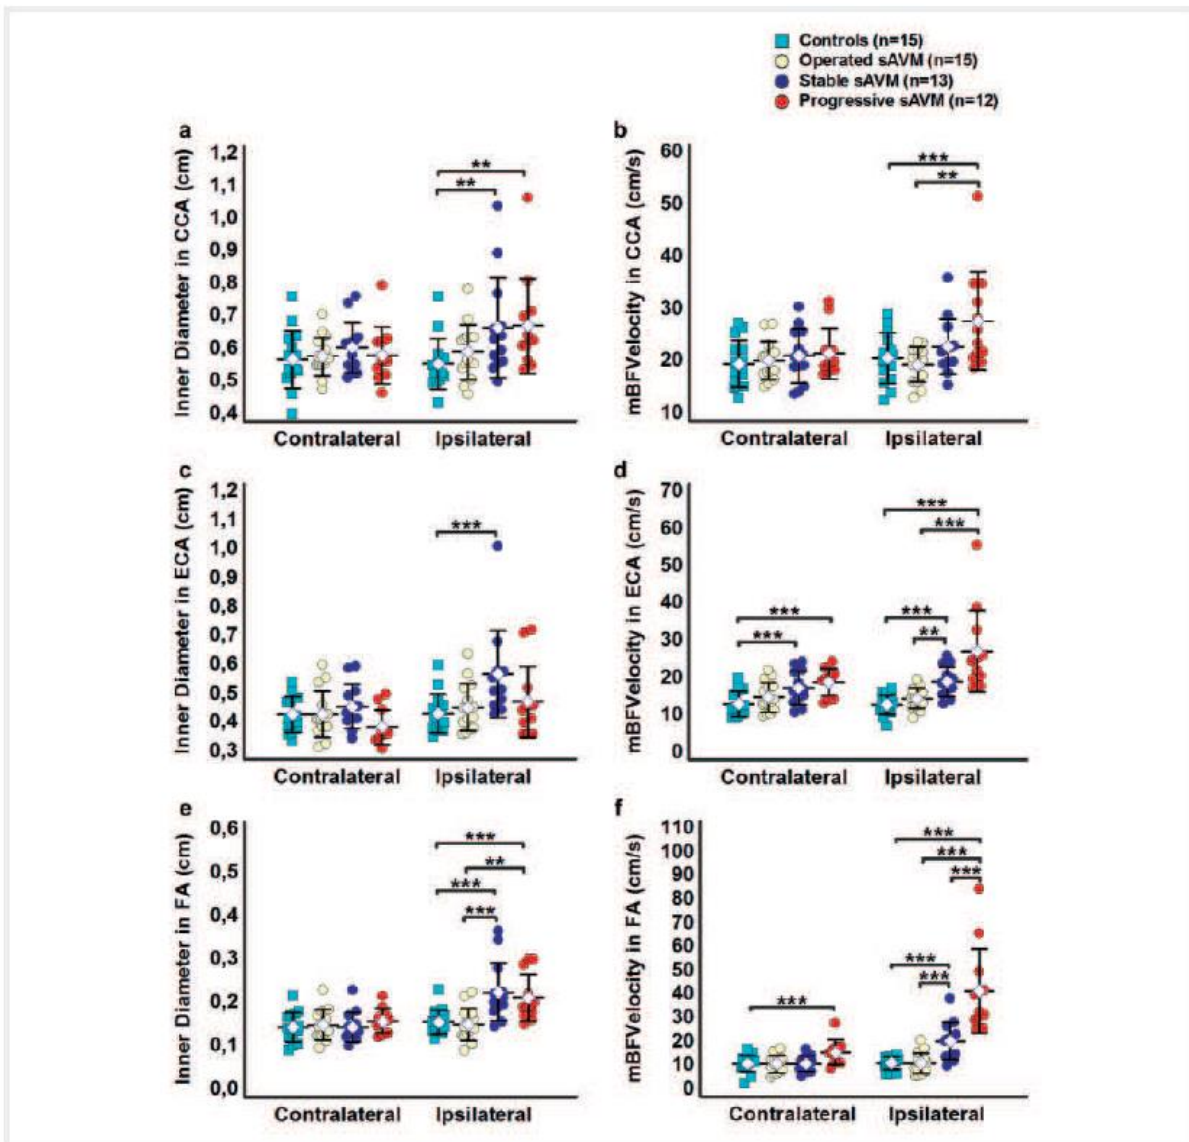 Controls (n=15)
Operated sAVM (n=15)
Stable sAVM (n=13)
Progressive sAVM (n=12)
a
Inner Diameter in CCA (cm)
1,2
1,1
1,0
0,9
0,8
0,7
0,6
0,5
0,4
**
**
Contralateral
Ipsilateral
b
mBFVelocity in CCA (cm/s)
60
50
40
30
20
10
***
**
Contralateral
Ipsilateral
c
Inner Diameter in ECA (cm)
1,2
1,1
1,0
0,9
0,8
0,7
0,6
0,5
0,4
0,3
***
Contralateral
Ipsilateral
d
mBFVelocity in ECA (cm/s)
70
60
50
40
30
20
10
0
***
***
***
***
***
**
Contralateral
Ipsilateral
e
Inner Diameter in FA (cm)
0,6
0,5
0,4
0,3
0,2
0,1
0,0
***
**
***
***
Contralateral
Ipsilateral
f
mBFVelocity in FA (cm/s)
110
100
90
80
70
60
50
40
30
20
10
0
***
***
***
***
***
***
Contralateral
Ipsilateral